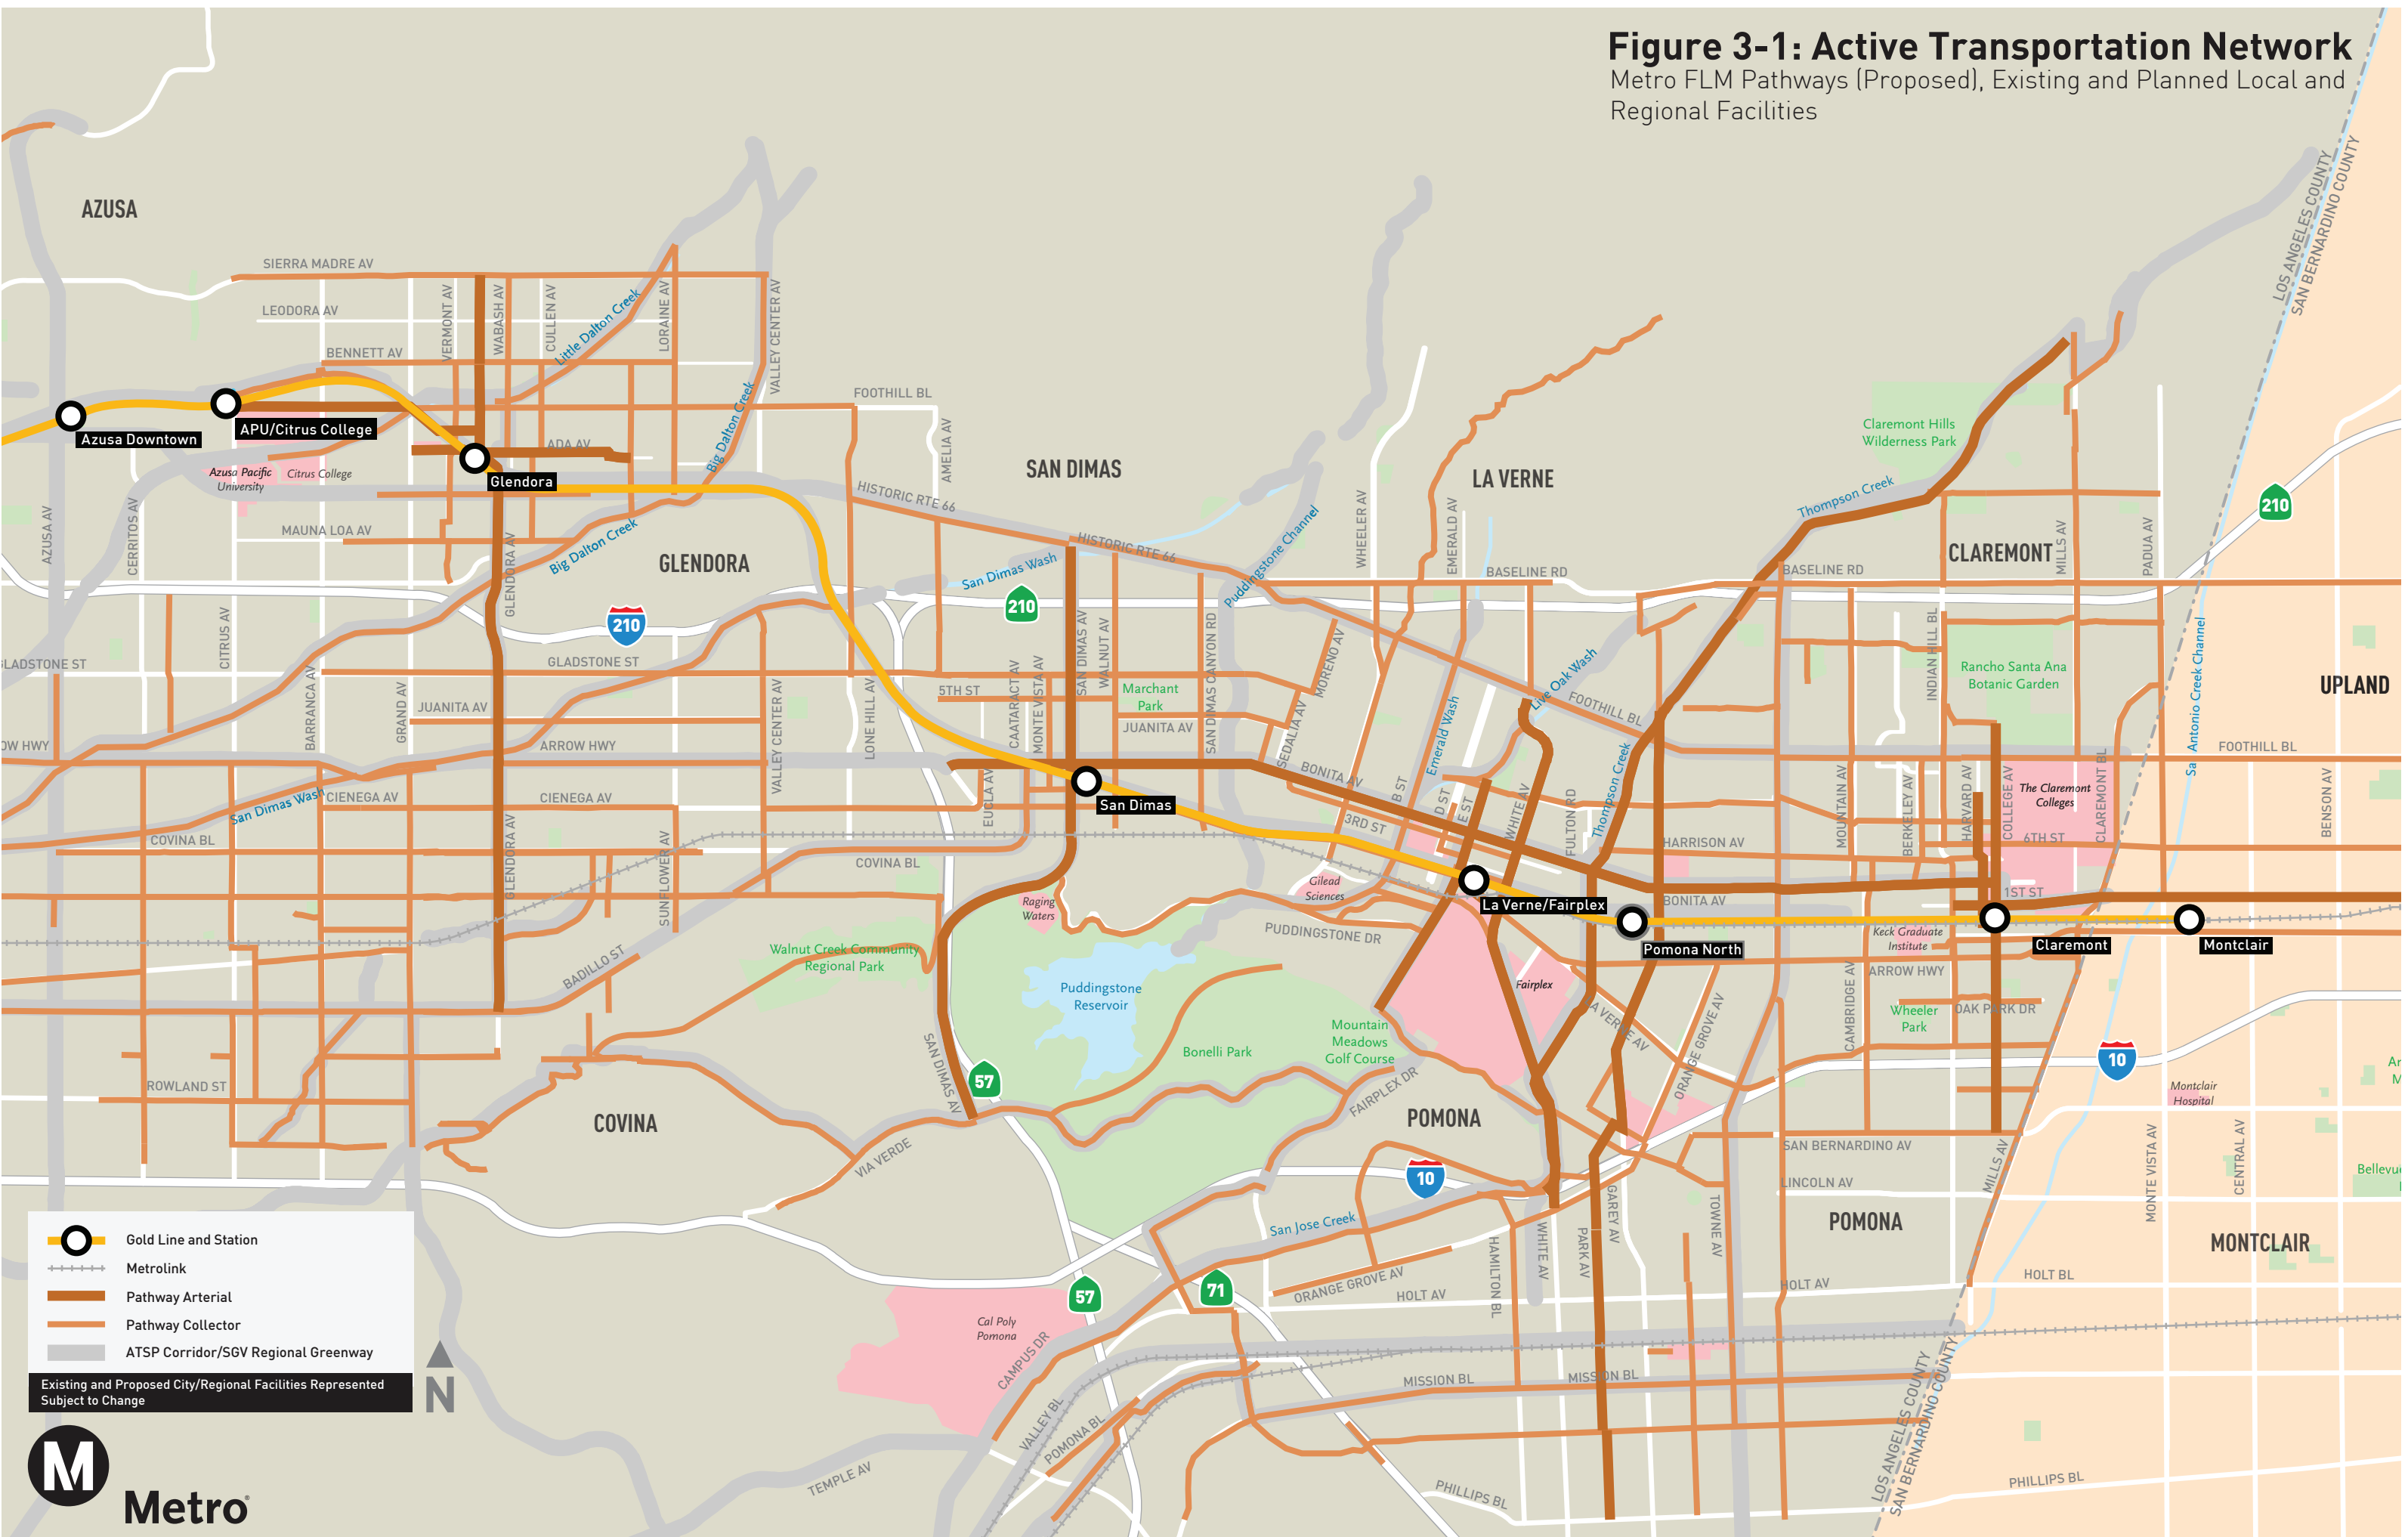 Figure 3-1: Active Transportation Network
Metro FLM Pathways (Proposed), Existing and Planned Local and
Regional Facilities
LOS ANGELES COUNTY
SAN BERNARDINO COUNTY
AZUSA
SIERRA MADRE AV
LEODORA AV
BENNETT AV
VERMONT AV
WABASH AV
CULLEN AV
Little Dalton Creek
LORAINE AV
VALLEY CENTER AV
FOOTHILL BL
Big Dalton Creek
AMELIA AV
Azusa Downtown
APU/Citrus College
Azusa Pacific
University
Citrus College
ADA AV
Glendora
HISTORIC RTE 66
SAN DIMAS
LA VERNE
Claremont Hills
Wilderness Park
Thompson Creek
CLAREMONT
210
AZUSA AV
CERRITOS AV
MAUNA LOA AV
GLENDORA AV
Big Dalton Creek
GLENDORA
San Dimas Wash
HISTORIC RTE 66
Puddingstone Channel
WHEELER AV
EMERALD AV
BASELINE RD
BASELINE RD
MILLS AV
PADUA AV
210
210
CITRUS AV
GLADSTONE ST
GLADSTONE ST
BARRANCA AV
GRAND AV
JUANITA AV
ARROW HWY
OW HWY
VALLEY CENTER AV
LONE HILL AV
5TH ST
CAATARACT AV
MONTE VISTA AV
SAN DIMAS AV
WALNUT AV
Marchant
Park
JUANITA AV
SAN DIMAS CANYON RD
SEDALIA AV
MORENO AV
BONITA AV
Emerald Wash
Live Oak Wash
FOOTHILL BL
INDIAN HILL BL
Rancho Santa Ana
Botanic Garden
Sa Antonio Creek Channel
UPLAND
FOOTHILL BL
San Dimas Wash
CIENEGA AV
CIENEGA AV
EUCLA AV
San Dimas
3RD ST
B ST
D ST
E ST
WHITE AV
FULTON RD
Thompson Creek
HARRISON AV
MOUNTAIN AV
BERKELEY AV
HARVARD AV
COLLEGE AV
The Claremont
Colleges
6TH ST
CLAREMONT BL
BENSON AV
COVINA BL
GLENDORA AV
SUNFLOWER AV
COVINA BL
Raging
Waters
Gilead
Sciences
La Verne/Fairplex
BONITA AV
1ST ST
Pomona North
Keck Graduate
Institute
Claremont
Montclair
PUDDINGSTONE DR
Walnut Creek Community
Regional Park
BADILLO ST
Puddingstone
Reservoir
Fairplex
ARROW HWY
OAK PARK DR
Wheeler
Park
CAMBRIDGE AV
A VERNE AV
ORANGE GROVE AV
Mountain
Meadows
Golf Course
Bonelli Park
SAN DIMAS AV
57
FAIRPLEX DR
10
Montclair
Hospital
ROWLAND ST
COVINA
VIA VERDE
POMONA
10
SAN BERNARDINO AV
LINCOLN AV
MILLS AV
MONTE VISTA AV
CENTRAL AV
Bellevu
POMONA
MONTCLAIR
San Jose Creek
HAMILTON BL
WHITE AV
PARK AV
GAREY AV
TOWNE AV
57
71
ORANGE GROVE AV
HOLT AV
HOLT AV
HOLT BL
Cal Poly
Pomona
CAMPUS DR
MISSION BL
MISSION BL
VALLEY BL
POMONA BL
TEMPLE AV
PHILLIPS BL
PHILLIPS BL
LOS ANGELES COUNTY
SAN BERNARDINO COUNTY
Gold Line and Station
Metrolink
Pathway Arterial
Pathway Collector
ATSP Corridor/SGV Regional Greenway
Existing and Proposed City/Regional Facilities Represented
Subject to Change
N
M
Metro